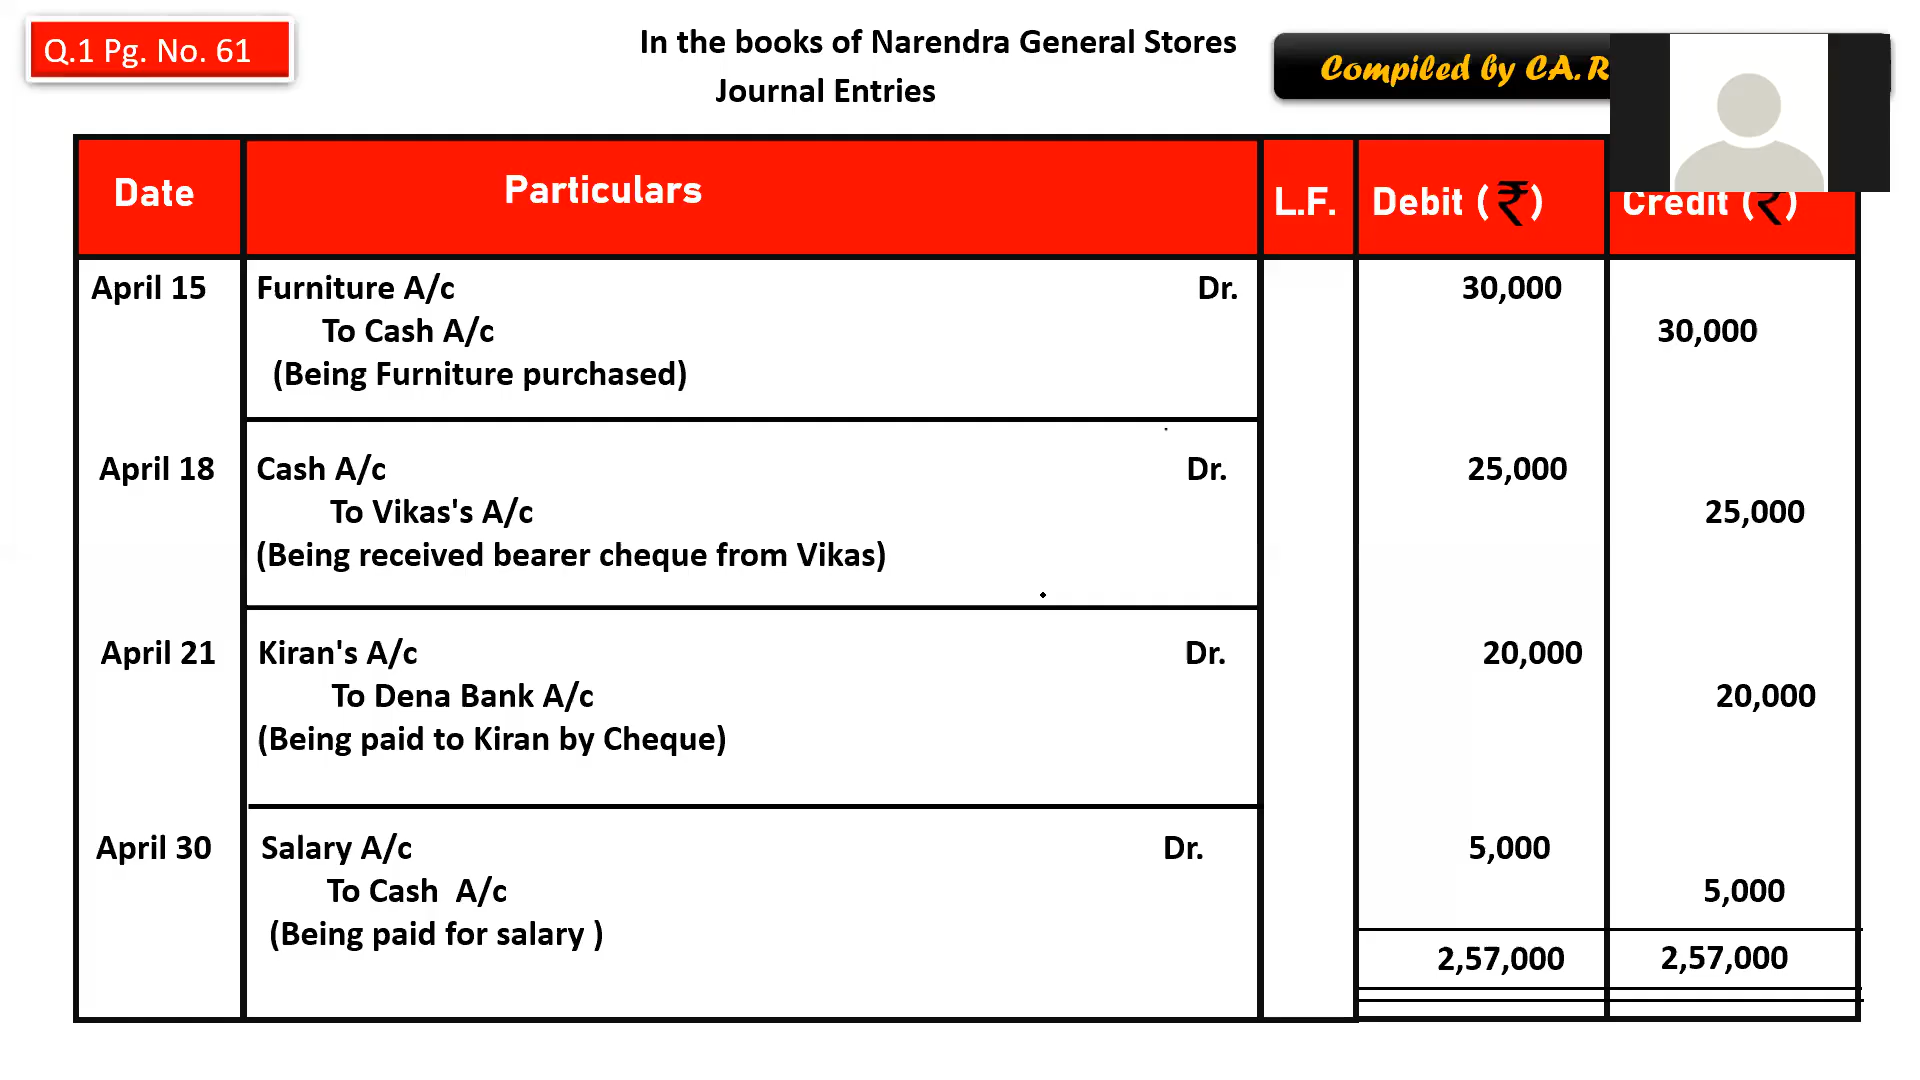 Q.1 Pg. No. 61
In the books of Narendra General Stores
Journal Entries
Compiled by CA. R
Date Particulars L.F. Debit (₹) Credit (₹)
April 15 Furniture A/c Dr. 30,000
To Cash A/c 30,000
(Being Furniture purchased)
April 18 Cash A/c Dr. 25,000
To Vikas's A/c 25,000
(Being received bearer cheque from Vikas)
April 21 Kiran's A/c Dr. 20,000
To Dena Bank A/c 20,000
(Being paid to Kiran by Cheque)
April 30 Salary A/c Dr. 5,000
To Cash A/c 5,000
(Being paid for salary )
2,57,000 2,57,000